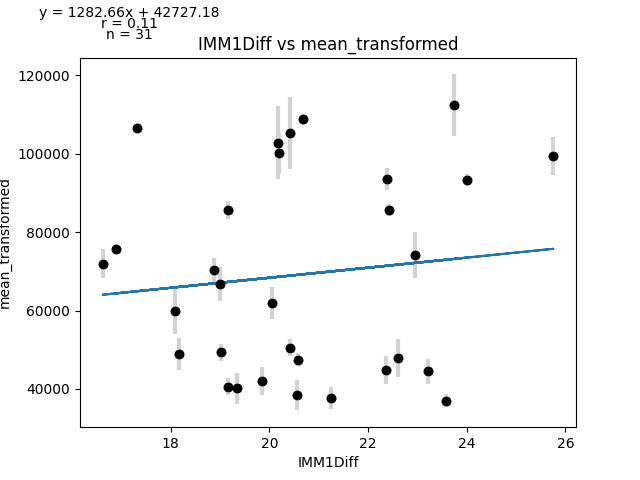 y = 1282.66x + 42727.18
r = 0.11
n = 31
IMM1Diff vs mean_transformed
120000
100000
80000
60000
40000
mean_transformed
18 20 22 24 26
IMM1Diff